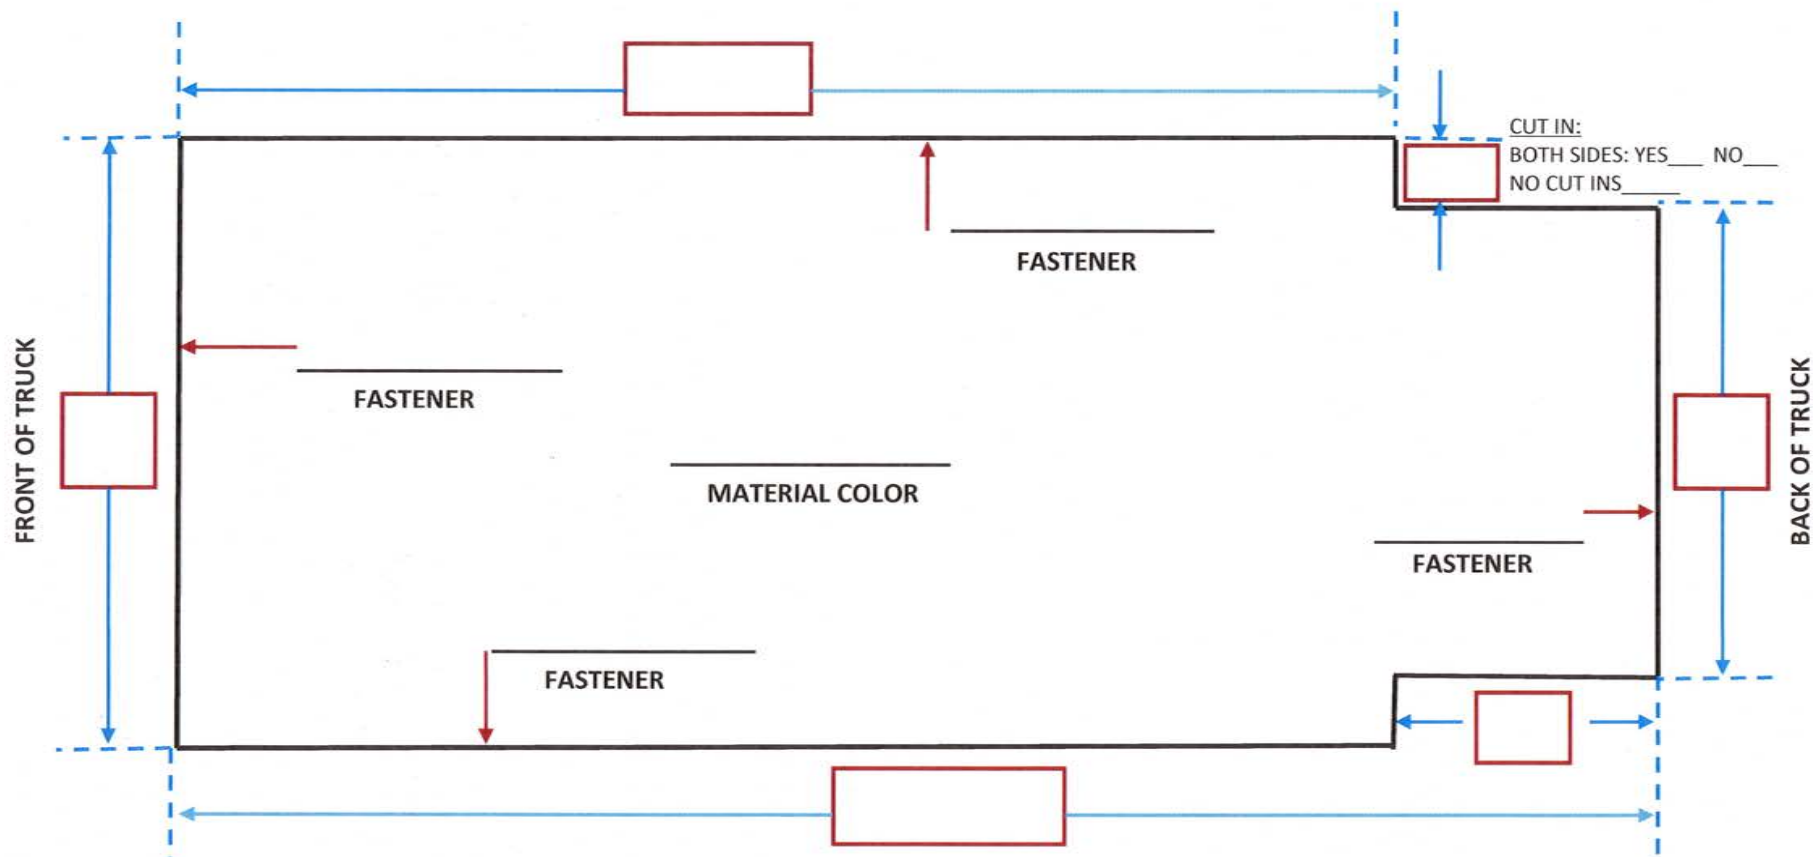 CUT IN:
BOTH SIDES: YES___ NO___
NO CUT INS_____
FASTENER
FRONT OF TRUCK
FASTENER
MATERIAL COLOR
BACK OF TRUCK
FASTENER
FASTENER